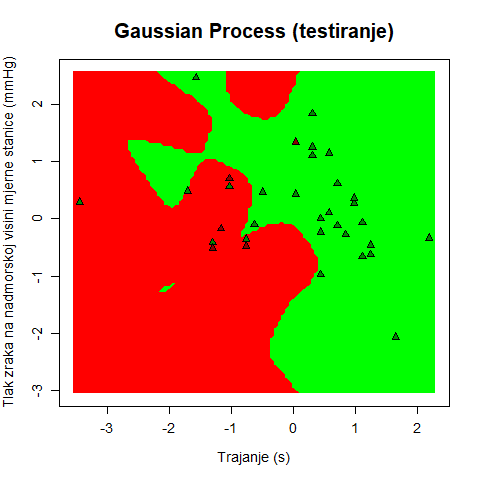 Gaussian Process (testiranje)
Tlak zraka na nadmorskoj visini mjerne stanice (mmHg)
2
1
0
-1
-2
-3
-3 -2 -1 0 1 2
Trajanje (s)